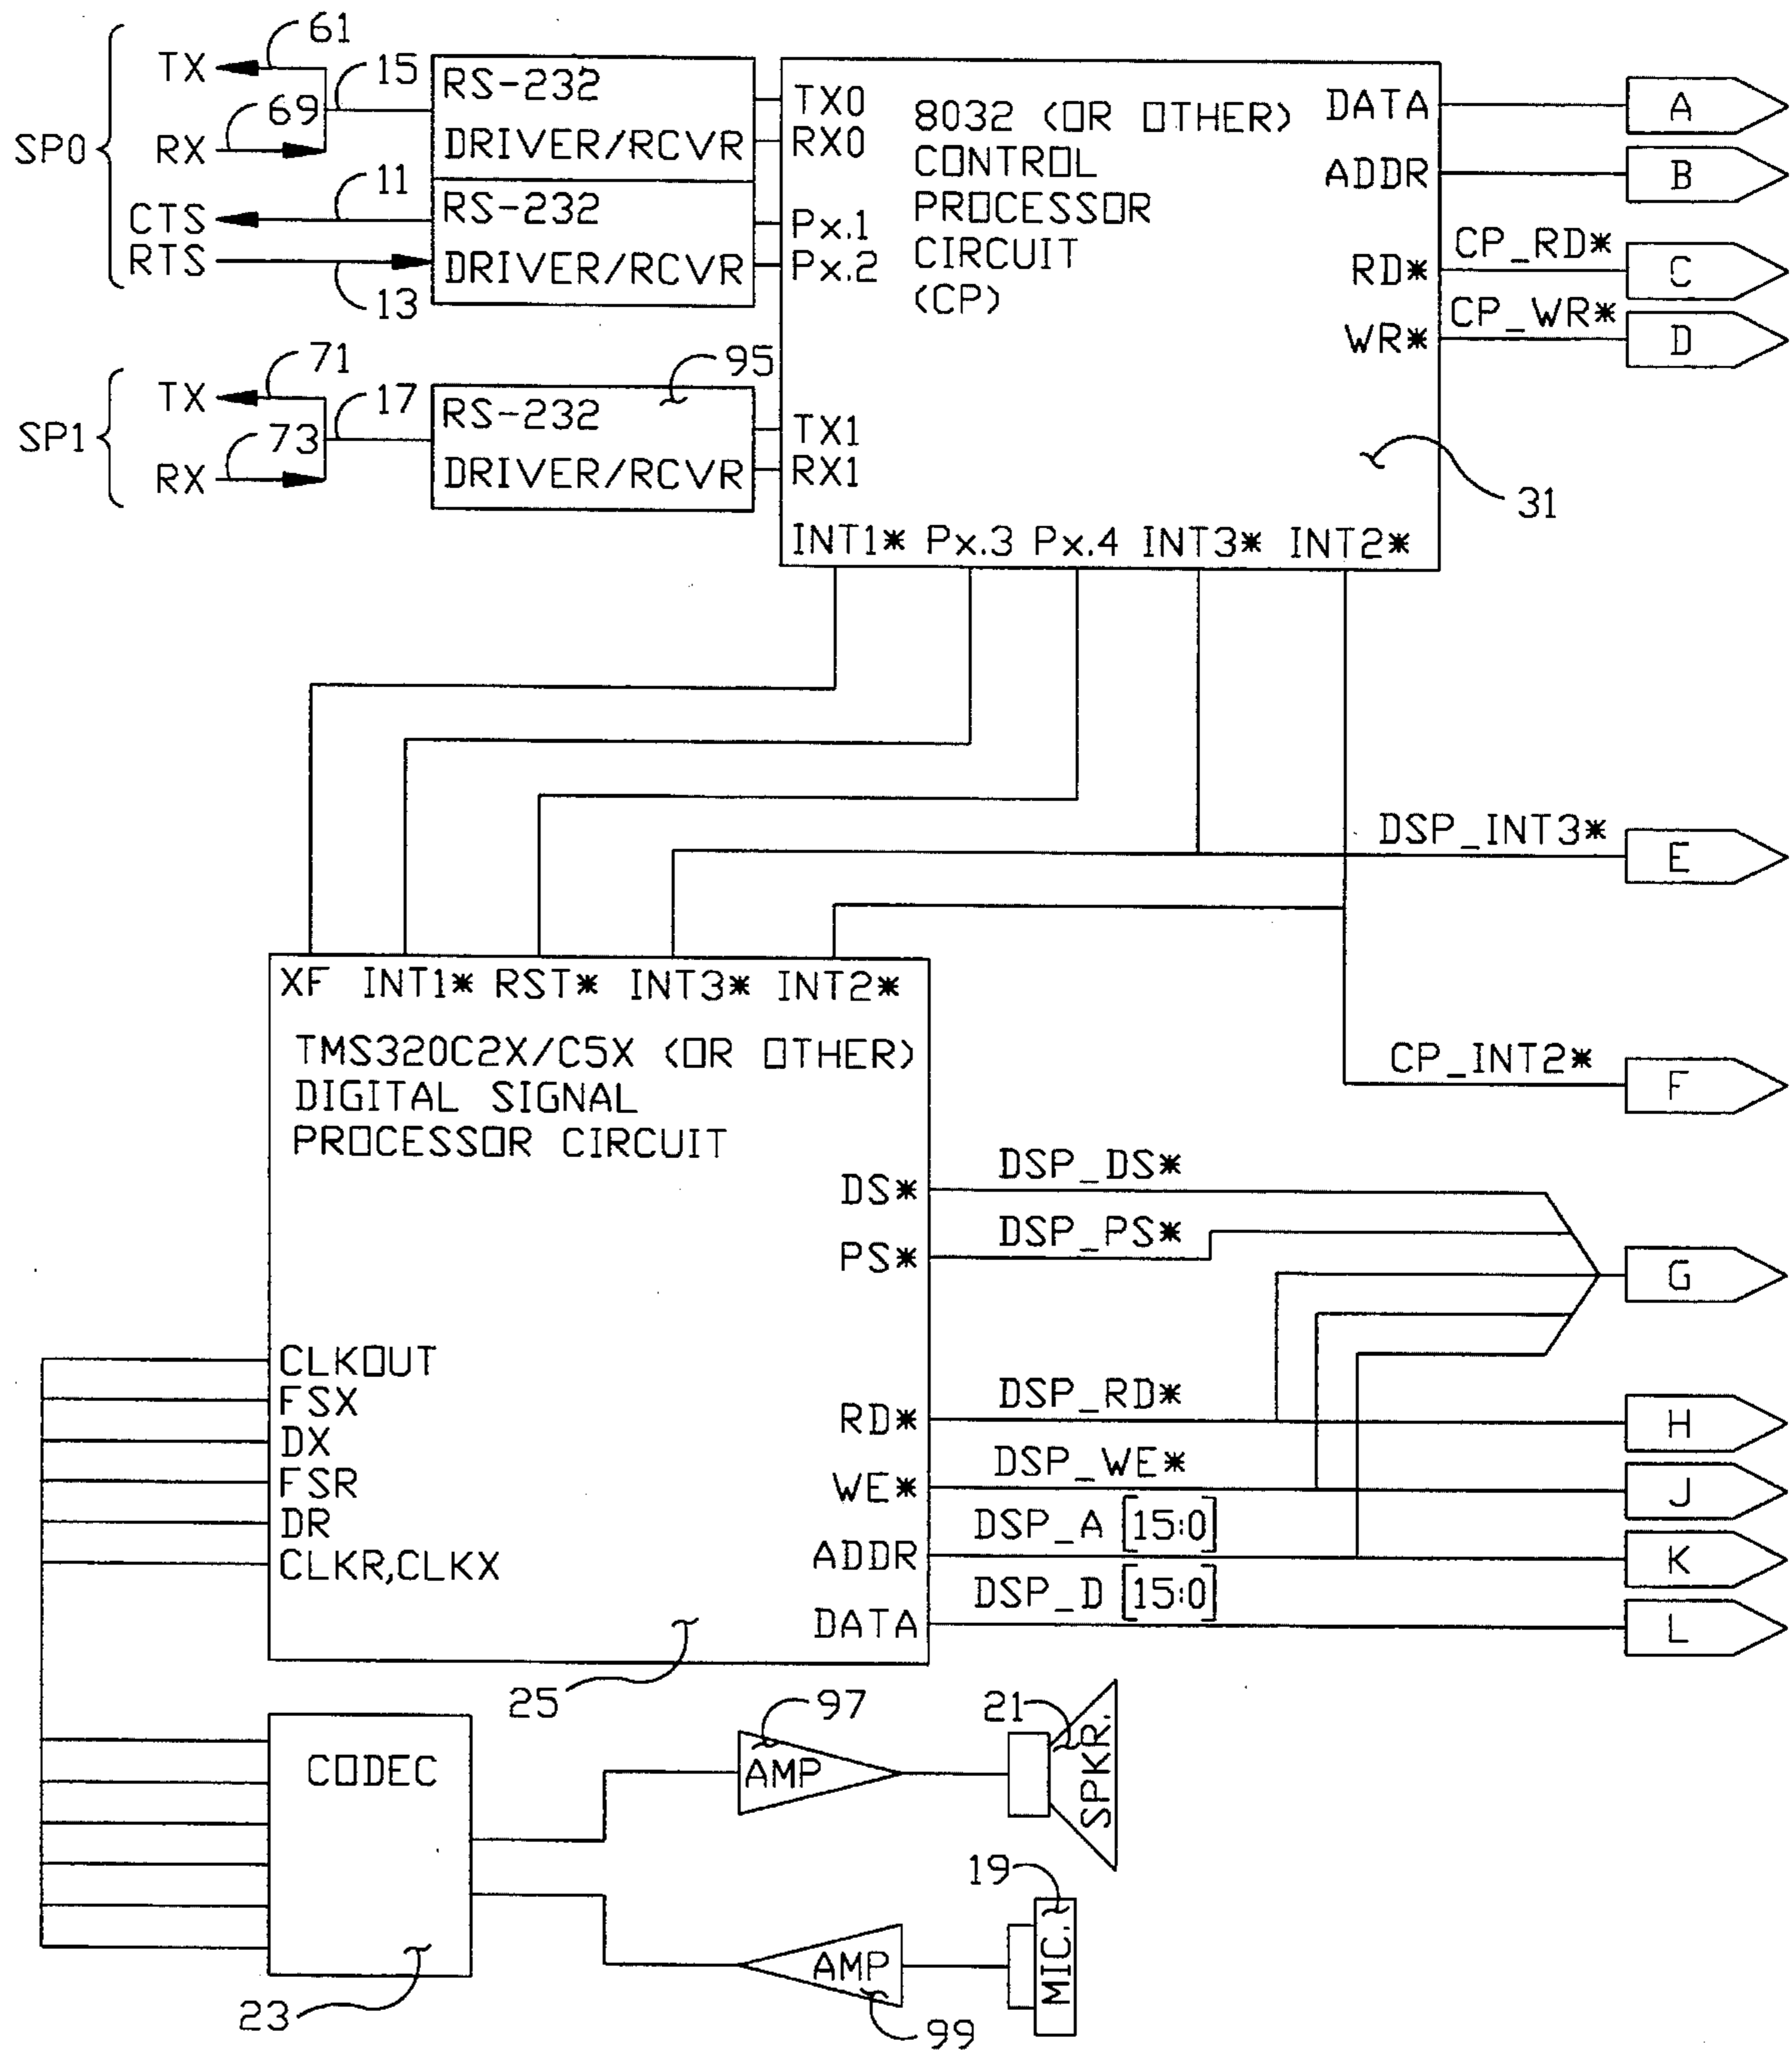 61
TX
15
RS-232
69
DRIVER/RCVR
SP0
RX
11
RS-232
CTS
RTS
DRIVER/RCVR
13
TX0
RX0
Px.1
Px.2
8032 (OR OTHER)
CONTROL
PROCESSOR
CIRCUIT
(CP)
DATA
A
ADDR
B
CP_RD*
RD*
C
CP_WR*
WR*
D
71
95
TX
17
RS-232
TX1
SP1
73
RX
DRIVER/RCVR
RX1
31
INT1* Px.3 Px.4 INT3* INT2*
DSP_INT3*
E
XF INT1* RST* INT3* INT2*
TMS320C2X/C5X (OR OTHER)
DIGITAL SIGNAL
PROCESSOR CIRCUIT
CP_INT2*
F
DSP_DS*
DS*
DSP_PS*
PS*
G
CLKOUT
FSX
DX
FSR
DR
CLKR,CLKX
DSP_RD*
RD*
H
DSP_WE*
WE*
J
DSP_A [15:0]
ADDR
K
DSP_D [15:0]
DATA
L
25
97
21
CODEC
AMP
SPKR.
19
AMP
MIC.
23
99